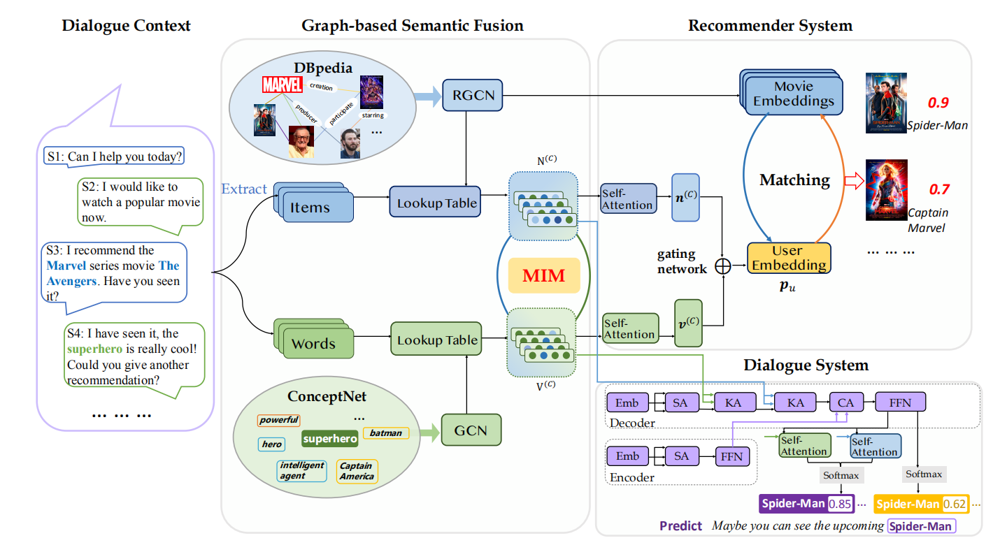 Dialogue Context
Graph-based Semantic Fusion
Recommender System
S1: Can I help you today?
S2: I would like to
watch a popular movie
now.
S3: I recommend the
Marvel series movie The
Avengers. Have you seen
it?
S4: I have seen it, the
superhero is really cool!
Could you give another
recommendation?
... ... ...
DBpedia
MARVEL
creation
producer
participate
starring
...
RGCN
Extract
Items
Lookup Table
N(C)
MIM
Words
Lookup Table
V(C)
ConceptNet
powerful
...
hero
superhero
batman
intelligent
agent
Captain
America
GCN
Movie
Embeddings
Self-
Attention
n(C)
Matching
gating
network
User
Embedding
pu
Self-
Attention
v(C)
0.9
Spider-Man
0.7
Captain
Marvel
... ... ...
Dialogue System
Emb
SA
KA
KA
CA
FFN
Decoder
Emb
SA
FFN
Encoder
Self-
Attention
Self-
Attention
Softmax
Softmax
Spider-Man 0.85 ...
Spider-Man 0.62 ...
Predict Maybe you can see the upcoming Spider-Man